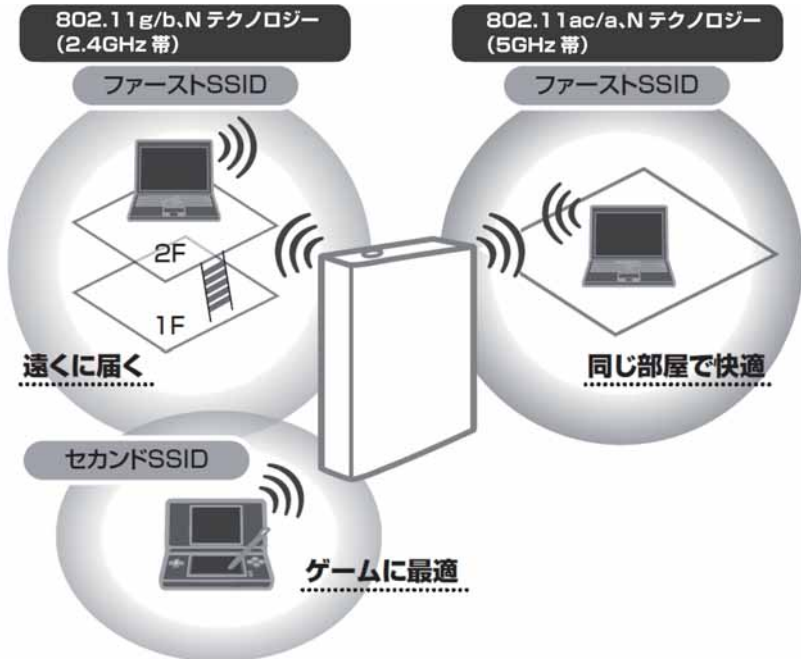 802.11g/b、N テクノロジー
(2.4GHz 帯)
ファーストSSID
2F
1F
遠くに届く
802.11ac/a、N テクノロジー
(5GHz 帯)
ファーストSSID
同じ部屋で快適
セカンドSSID
ゲームに最適